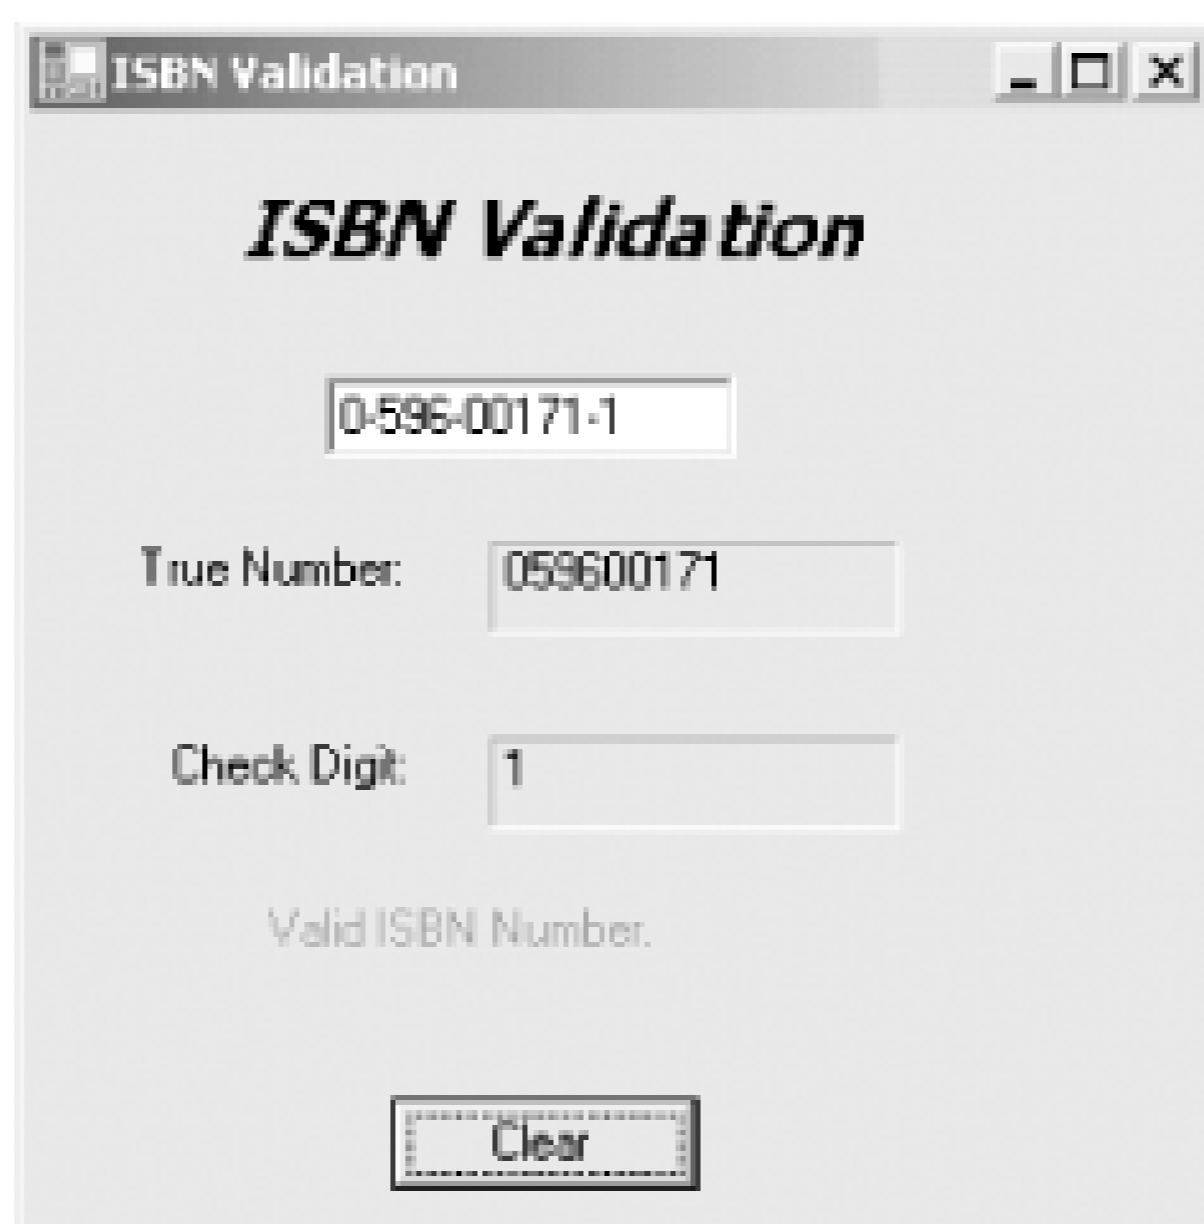 ISBN Validation
ISBN Validation
0-596-00171-1
True Number: 059600171
Check Digit: 1
Valid ISBN Number.
Clear